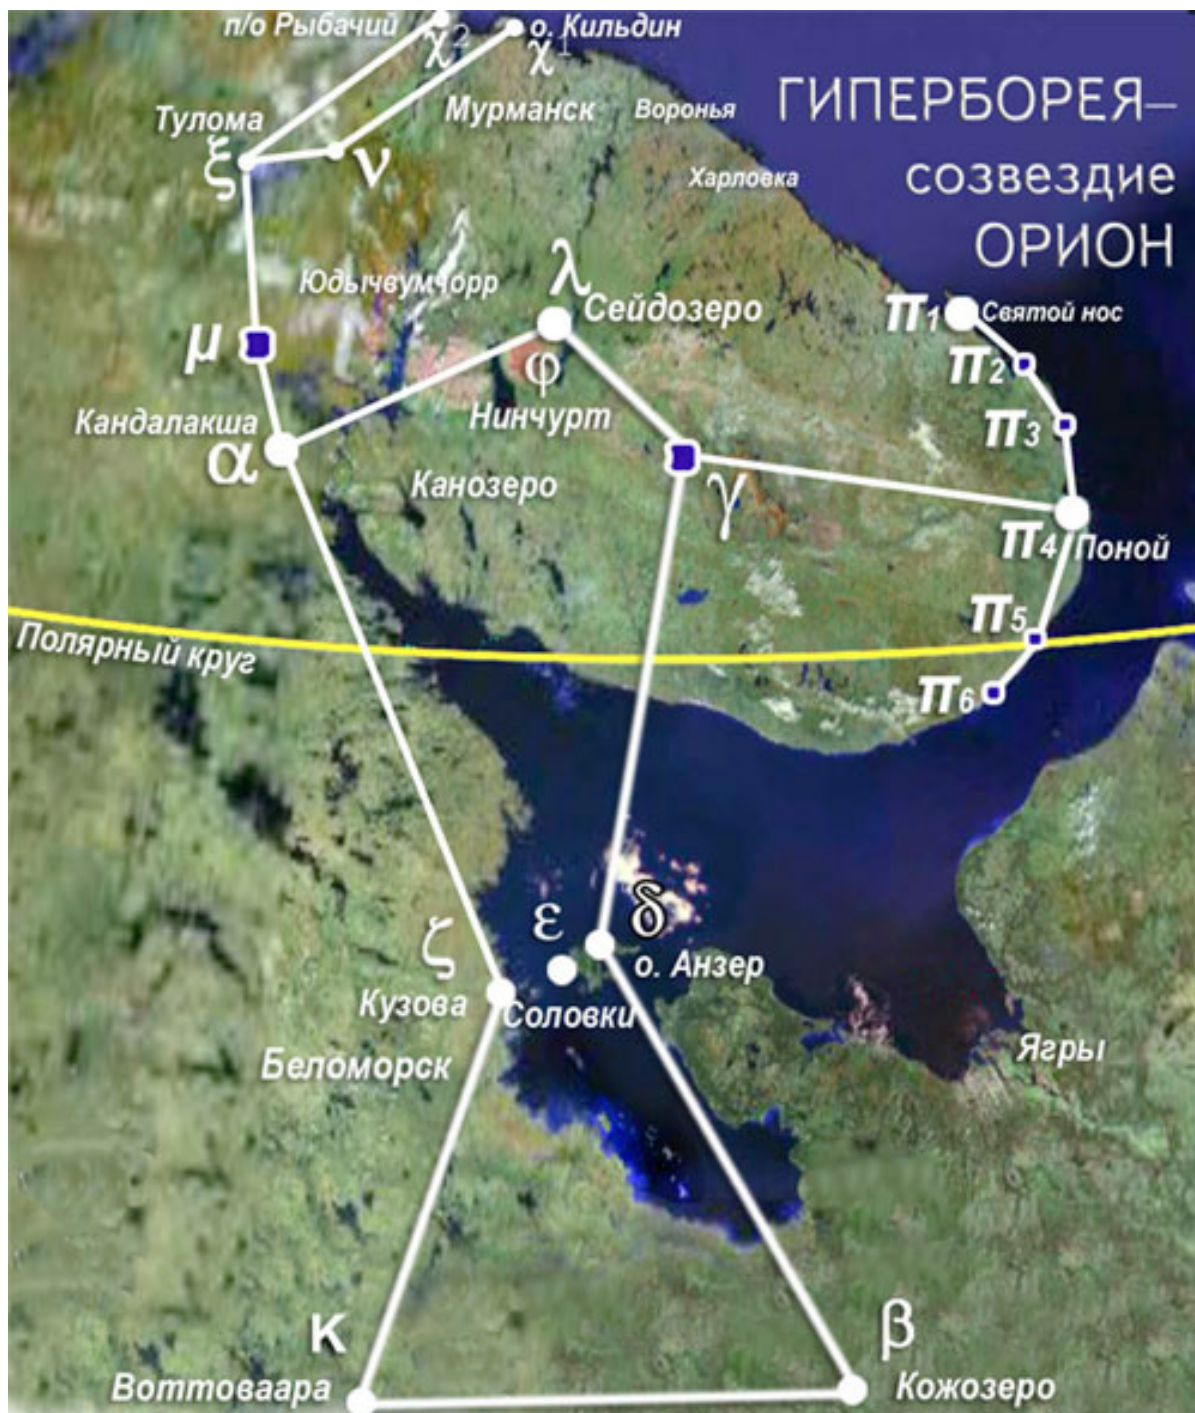 п/о Рыбачий
χ2
о. Кильдин
χ1
ГИПЕРБОРЕЯ–
созвездие
ОРИОН
Тулома
Мурманск
Воронья
ξ
ν
Харловка
Юдычвумчорр
λ
Сейдозеро
π1
Святой нос
μ
φ
π2
Кандалакша
Нинчурт
π3
α
Канозеро
γ
π4
Поной
π5
Полярный круг
π6
ζ
ε
δ
о. Анзер
Кузова
Соловки
Беломорск
Ягры
κ
β
Воттоваара
Кожозеро